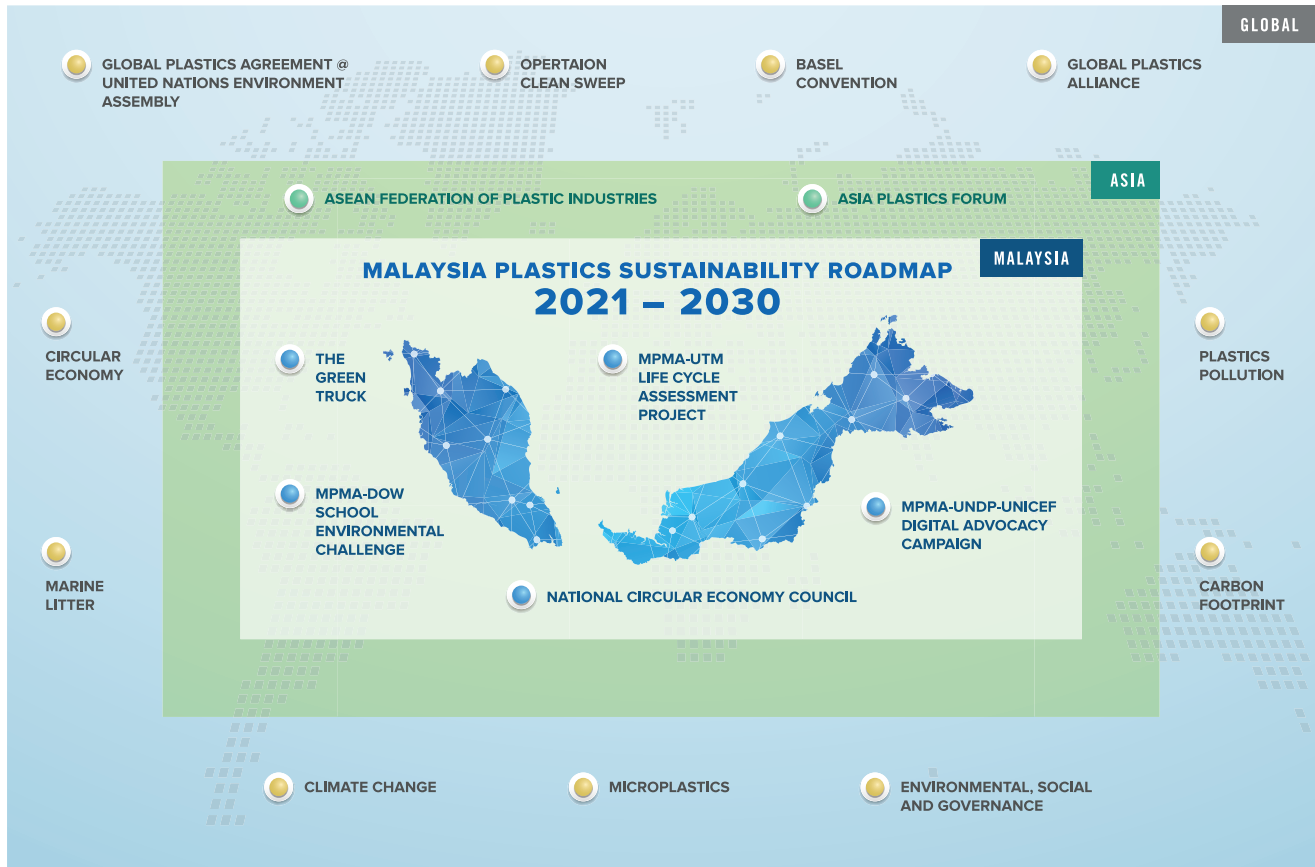 GLOBAL
GLOBAL PLASTICS AGREEMENT @
UNITED NATIONS ENVIRONMENT
ASSEMBLY
OPERTAION
CLEAN SWEEP
BASEL
CONVENTION
GLOBAL PLASTICS
ALLIANCE
ASIA
ASEAN FEDERATION OF PLASTIC INDUSTRIES
ASIA PLASTICS FORUM
MALAYSIA
MALAYSIA PLASTICS SUSTAINABILITY ROADMAP
2021 – 2030
CIRCULAR
ECONOMY
THE
GREEN
TRUCK
MPMA-UTM
LIFE CYCLE
ASSESSMENT
PROJECT
PLASTICS
POLLUTION
MPMA-DOW
SCHOOL
ENVIRONMENTAL
CHALLENGE
MPMA-UNDP-UNICEF
DIGITAL ADVOCACY
CAMPAIGN
MARINE
LITTER
NATIONAL CIRCULAR ECONOMY COUNCIL
CARBON
FOOTPRINT
CLIMATE CHANGE
MICROPLASTICS
ENVIRONMENTAL, SOCIAL
AND GOVERNANCE